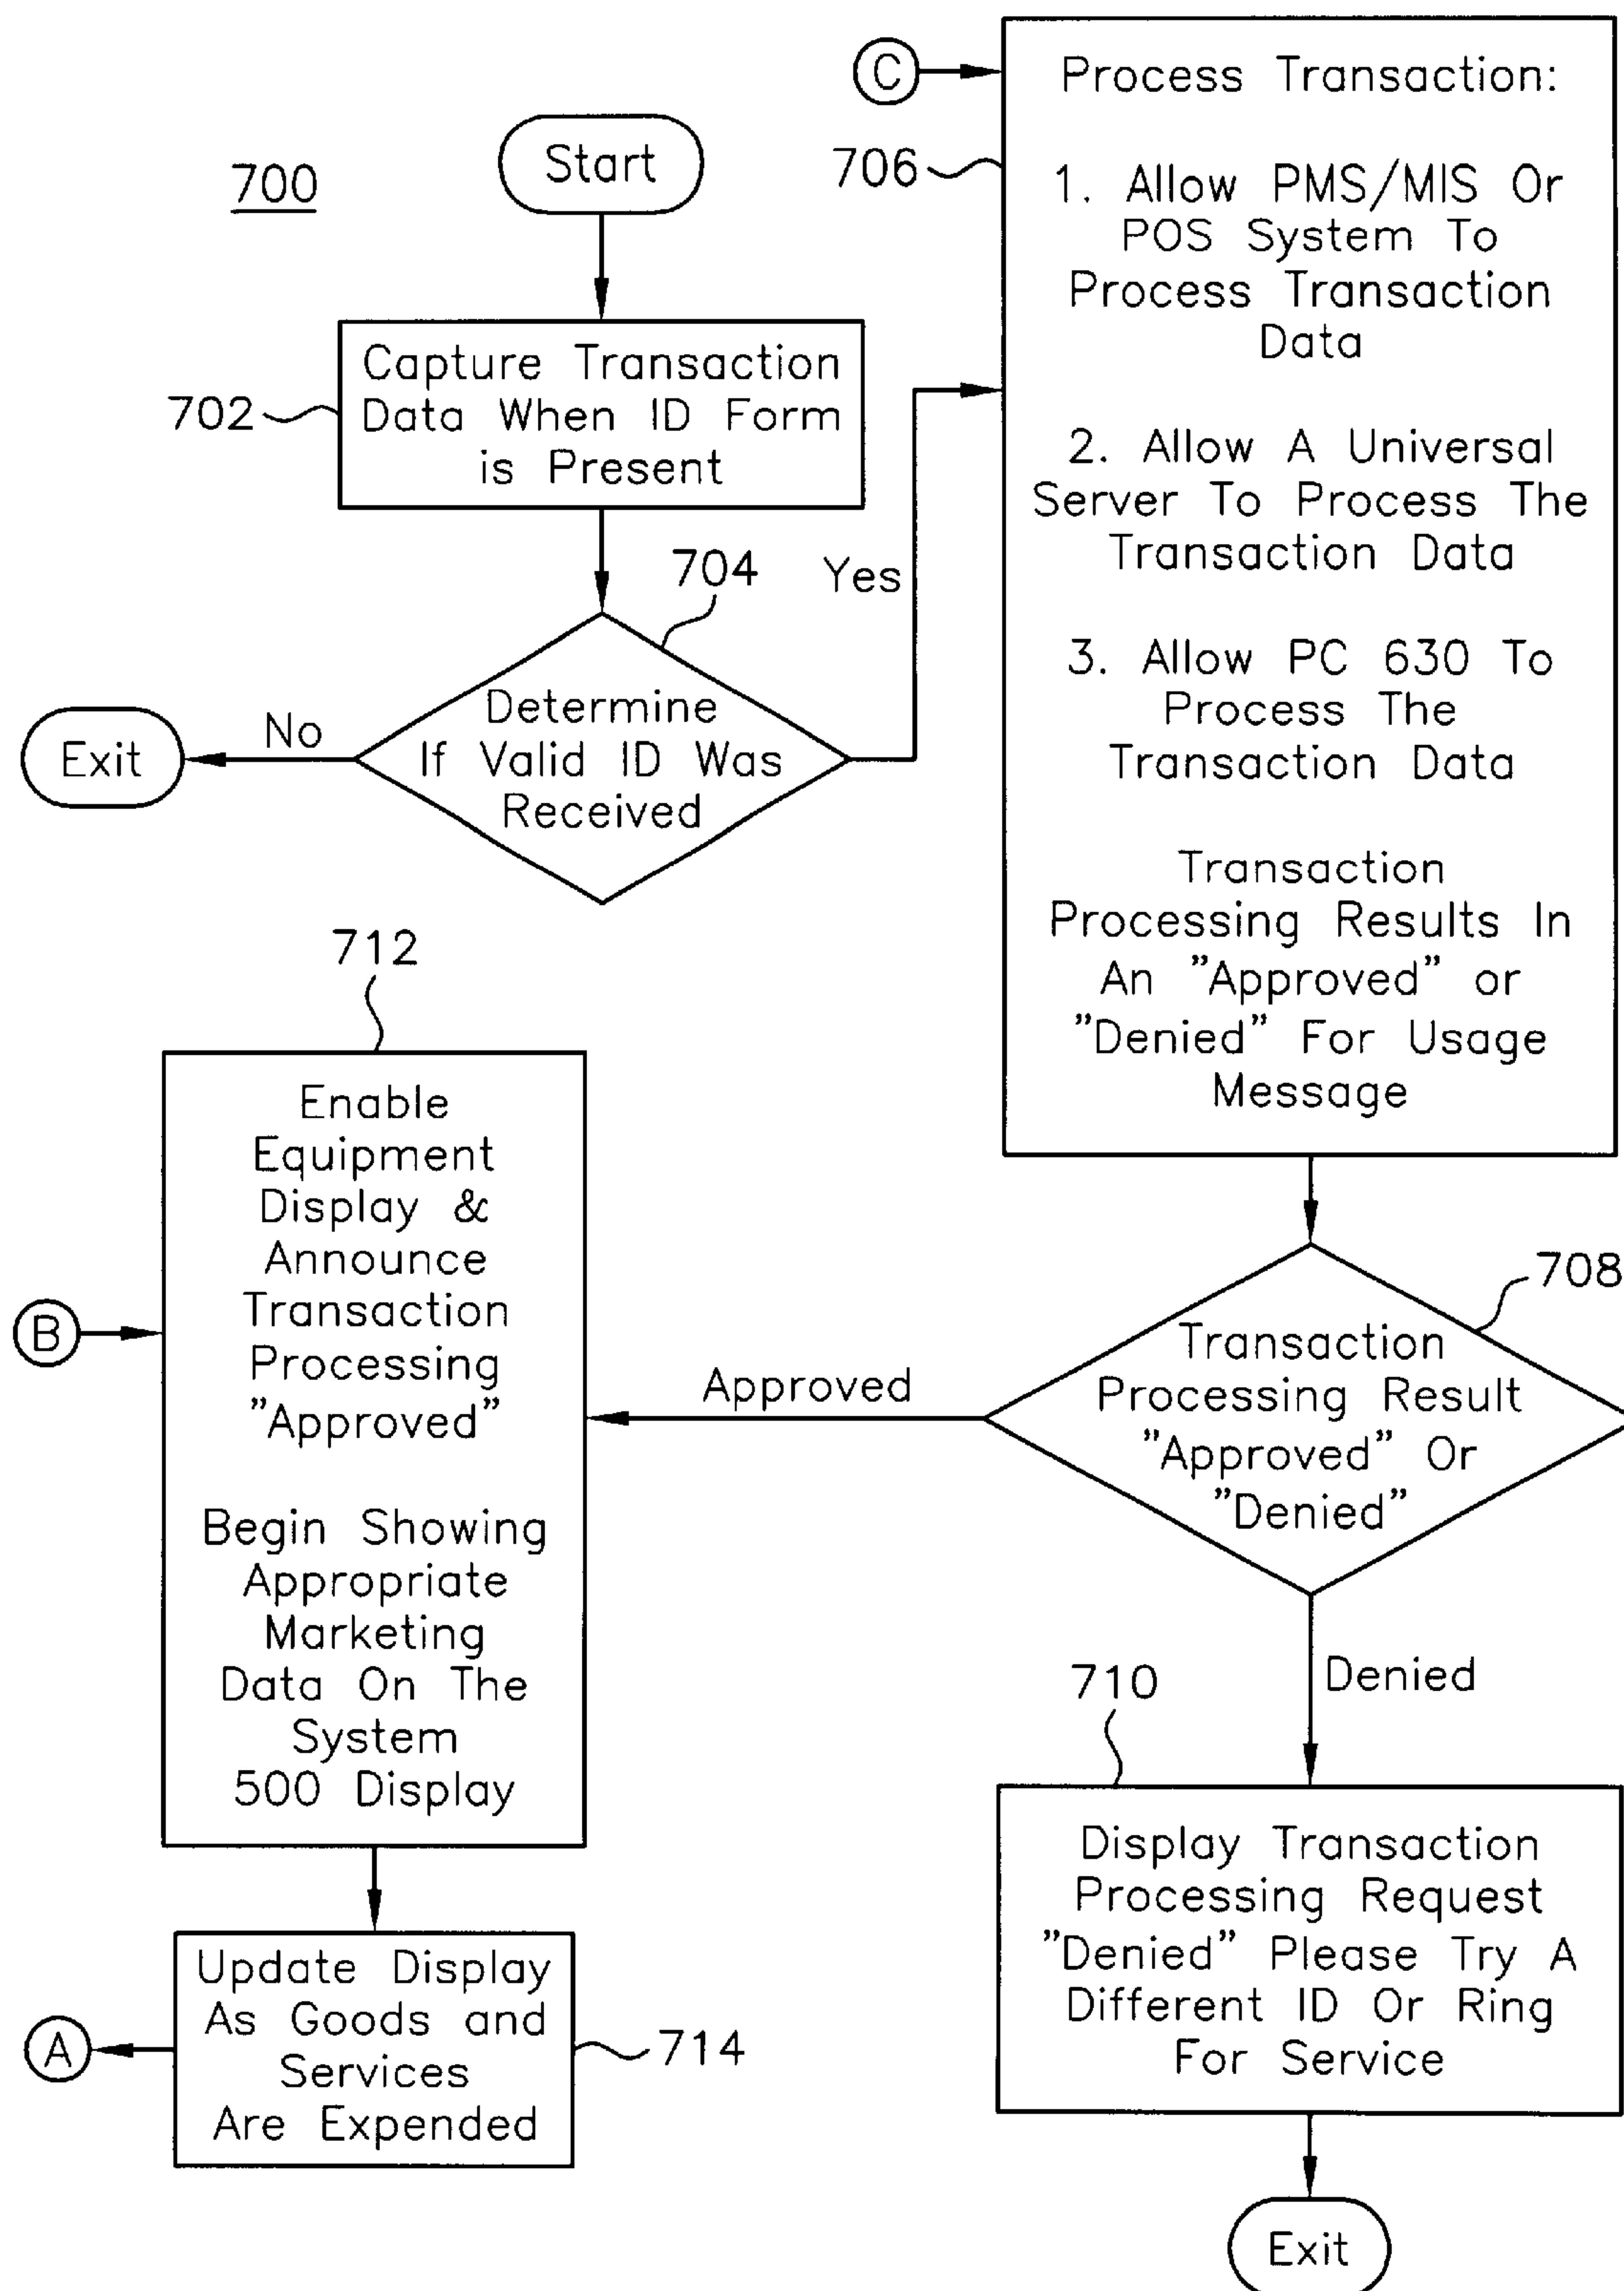 700
Start
702
Capture Transaction
Data When ID Form
is Present
704
Determine
If Valid ID Was
Received
No
Exit
Yes
C
706
Process Transaction:
1. Allow PMS/MIS Or
POS System To
Process Transaction
Data
2. Allow A Universal
Server To Process The
Transaction Data
3. Allow PC 630 To
Process The
Transaction Data
Transaction
Processing Results In
An "Approved" or
"Denied" For Usage
Message
708
Transaction
Processing Result
"Approved" Or
"Denied"
Approved
Denied
710
Display Transaction
Processing Request
"Denied" Please Try A
Different ID Or Ring
For Service
Exit
712
B
Enable
Equipment
Display &
Announce
Transaction
Processing
"Approved"
Begin Showing
Appropriate
Marketing
Data On The
System
500 Display
714
Update Display
As Goods and
Services
Are Expended
A